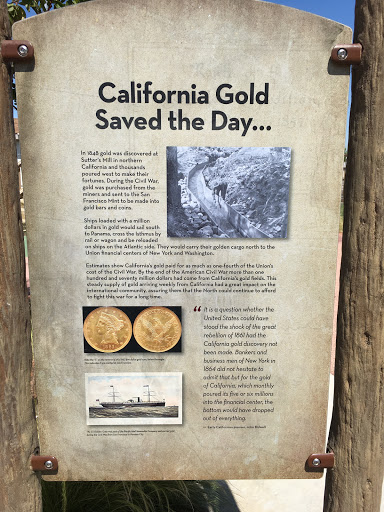 California Gold
Saved the Day...
In 1848 gold was discovered at
Sutter's Mill in northern
California and thousands
poured west to make their
fortunes. During the Civil War,
gold was purchased from the
miners and sent to the San
Francisco Mint to be made into
gold bars and coins.
Ships loaded with a million
dollars in gold would sail south
to Panama, cross the Isthmus by
rail or wagon and be reloaded
on ships on the Atlantic side. They would carry their golden cargo north to the
Union financial centers of New York and Washington.
Estimates show California's gold paid for as much as one-fourth of the Union's
cost of the Civil War. By the end of the American Civil War more than one
hundred and seventy million dollars had come from California's gold fields. This
steady supply of gold arriving weekly from California had a great impact on the
international community, assuring them that the North could continue to afford
to fight this war for a long time.
“ It is a question whether the
United States could have
stood the shock of the great
rebellion of 1861 had the
California gold discovery not
been made. Bankers and
business men of New York in
1864 did not hesitate to
admit that but for the gold
of California, which monthly
poured its five or six millions
into the financial center, the
bottom would have dropped
out of everything.